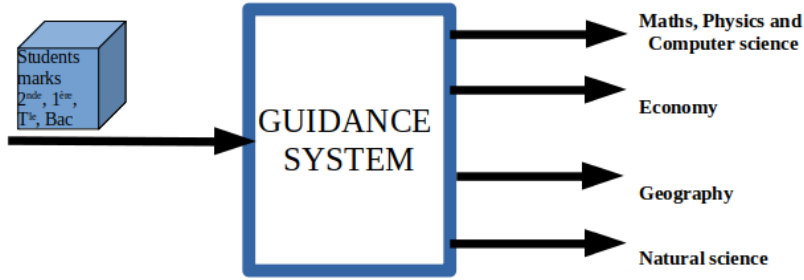 Students
marks
2ⁿᵈᵉ, 1ᵉ̀ʳᵉ,
Tˡᵉ, Bac
GUIDANCE
SYSTEM
Maths, Physics and
Computer science
Economy
Geography
Natural science